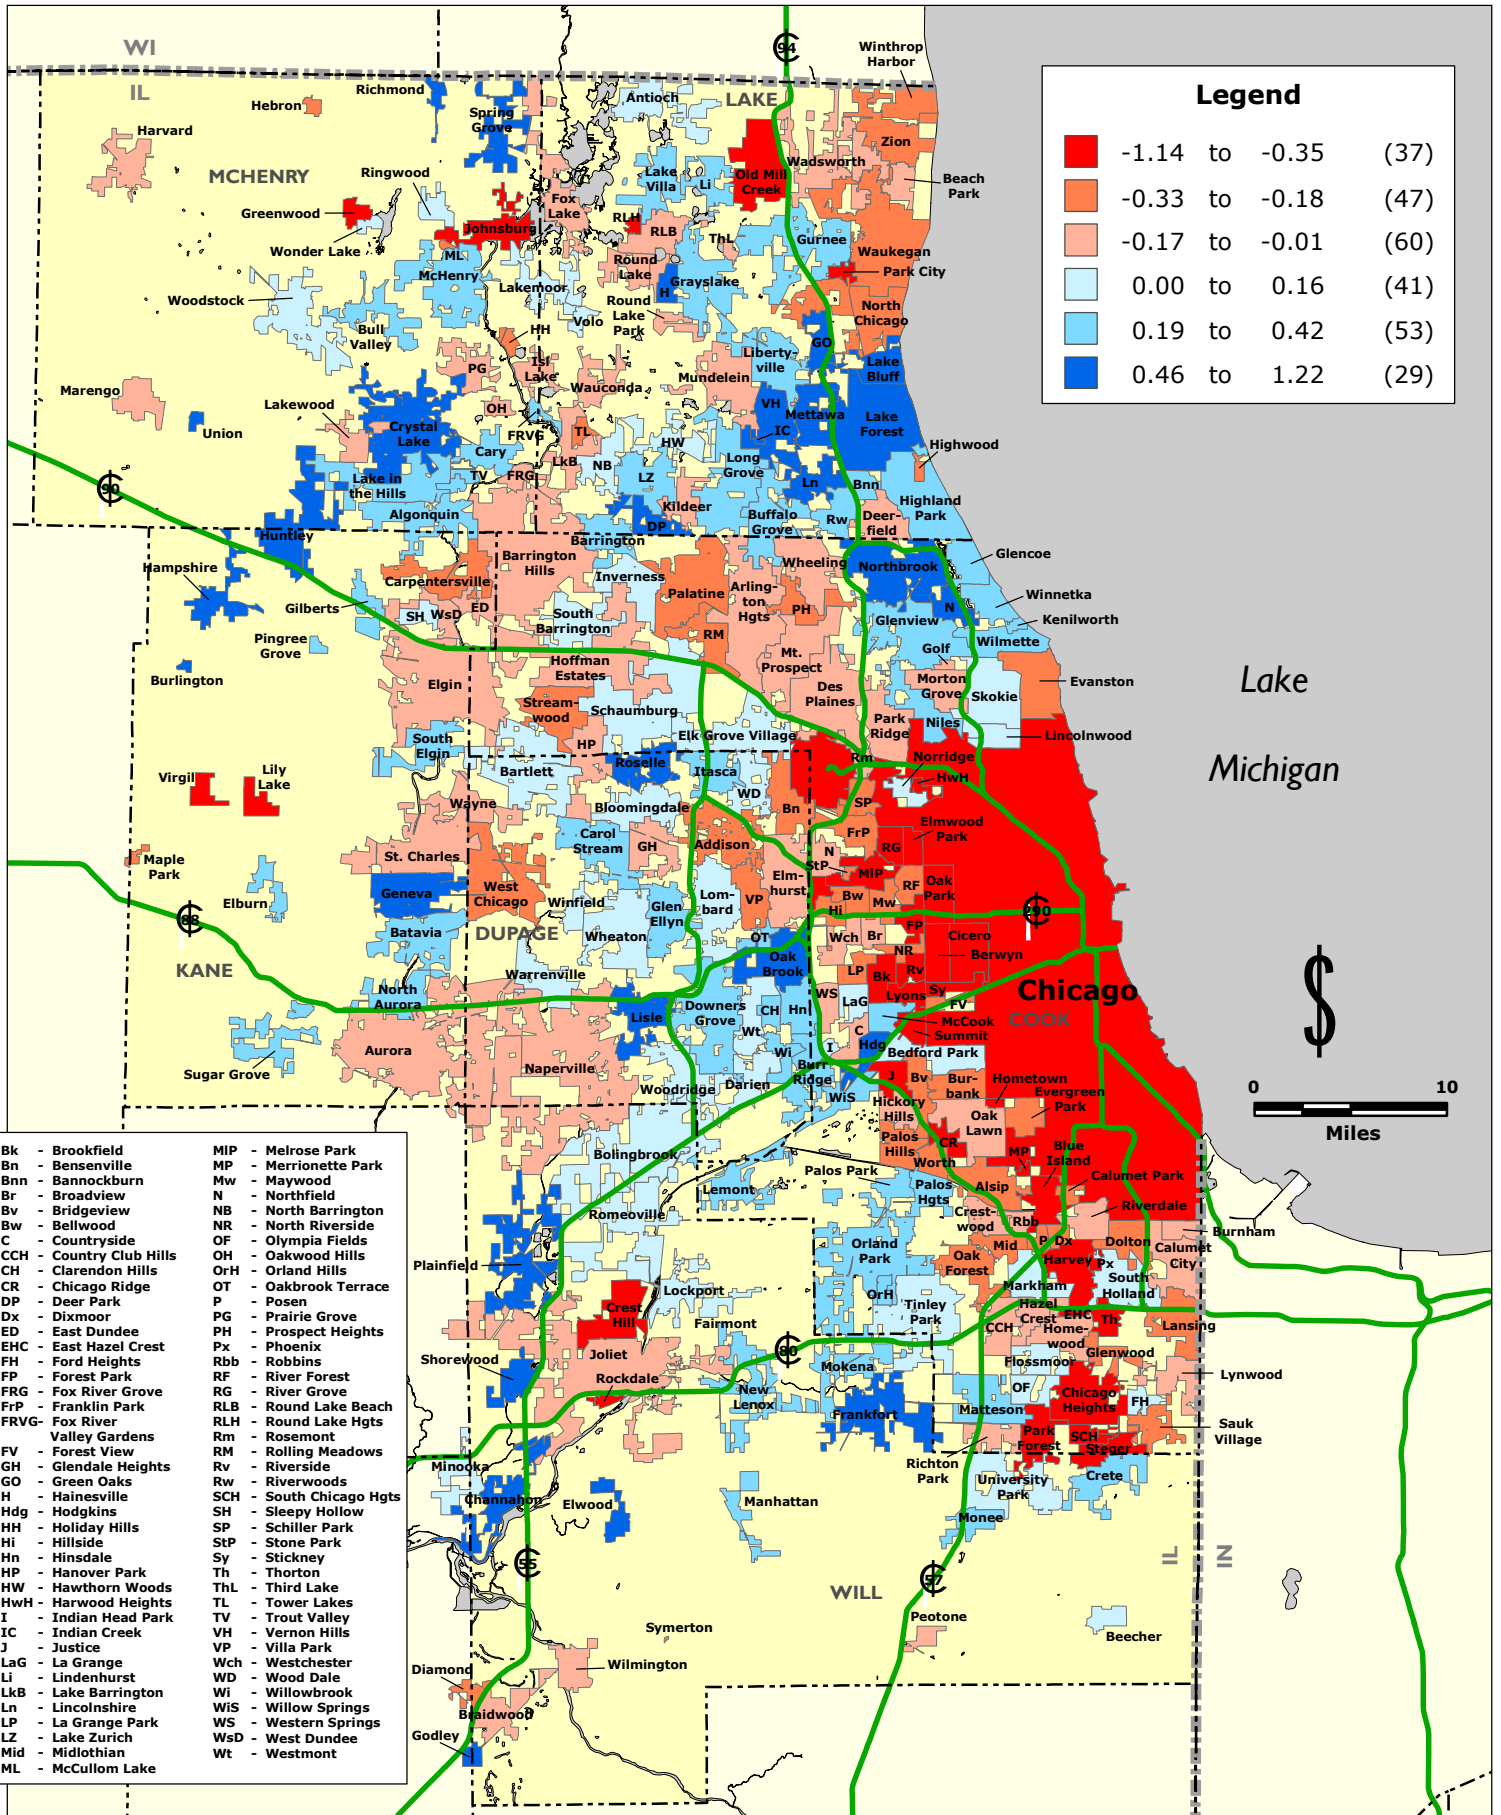 WI
IL
94
Winthrop
Harbor
Richmond
Hebron
Antioch
LAKE
Spring
Grove
Harvard
Zion
Wadsworth
MCHENRY
Ringwood
Lake
Villa
Li
Old Mill
Creek
Beach
Park
Greenwood
Fox
Lake
RLH
Johnsburg
RLB
ThL
Gurnee
Wonder Lake
ML
Waukegan
McHenry
Round
Lake
Park City
Woodstock
Lakemoor
H
Grayslake
Round
Lake
Park
North
Chicago
Bull
Valley
HH
Volo
GO
Isl
Lake
Liberty-
ville
Lake
Bluff
PG
Wauconda
Mundelein
Marengo
Lakewood
OH
VH
Mettawa
Lake
Forest
Union
Crystal
Lake
FRVG
TL
HW
IC
Highwood
Cary
LkB
NB
Long
Grove
90
Lake in
the Hills
TV
FRG
LZ
Ln
Bnn
Algonquin
Kildeer
Highland
Park
DP
Buffalo
Grove
Rw
Deer-
field
Huntley
Barrington
Hampshire
Barrington
Hills
Wheeling
Northbrook
Glencoe
Carpentersville
Inverness
Palatine
Arling-
ton
Hgts
Winnetka
Gilberts
SH
WsD
ED
South
Barrington
PH
N
Kenilworth
Glenview
Pingree
Grove
RM
Wilmette
Golf
Hoffman
Estates
Mt.
Prospect
Burlington
Elgin
Des
Plaines
Morton
Grove
Skokie
Evanston
Lake
Stream-
wood
Schaumburg
Park
Ridge
Niles
South
Elgin
HP
Elk Grove Village
Lincolnwood
Michigan
Virgil
Lily
Lake
Bartlett
Roselle
Itasca
Rm
Norridge
HwH
Wayne
Bloomingdale
WD
Bn
SP
Carol
Stream
FrP
Elmwood
Park
Maple
Park
St. Charles
GH
Addison
N
RG
StP
MlP
Geneva
West
Chicago
Elm-
hurst
RF
Oak
Park
Elburn
Winfield
Glen
Ellyn
Lom-
bard
VP
Bw
Mw
88
Hi
290
Batavia
DUPAGE
Wheaton
OT
Wch
Br
FP
Cicero
KANE
Oak
Brook
NR
Berwyn
Warrenville
LP
Bk
Rv
North
Aurora
WS
LaG
Lyons
Sy
Chicago
Lisle
Downers
Grove
CH
Hn
FV
COOK
McCook
Wt
C
Summit
Aurora
Wi
I
Hdg
Bedford Park
Sugar Grove
Naperville
Woodridge
Darien
Burr
Ridge
J
Bv
Bur-
bank
Hometown
WiS
Hickory
Hills
Evergreen
Park
Oak
Lawn
Palos
Hills
CR
Blue
Island
Bolingbrook
Worth
MP
Palos Park
Calumet Park
Lemont
Palos
Hgts
Alsip
Riverdale
Romeoville
Crest-
wood
Rbb
Burnham
Orland
Park
Mid
P
Dx
Dolton
Calumet
City
Plainfield
Oak
Forest
Harvey
Px
South
Holland
Lockport
OrH
Markham
Crest
Hill
Tinley
Park
Hazel
Crest
EHC
Th
Fairmont
CCH
Home-
wood
Lansing
Joliet
80
Glenwood
Shorewood
Mokena
Flossmoor
Rockdale
OF
Chicago
Heights
Lynwood
New
Lenox
FH
Frankfort
Matteson
Park
Forest
SCH
Sauk
Village
Steger
Minooka
Richton
Park
University
Park
Crete
Channahon
Elwood
Manhattan
Monee
55
57
IL
IN
WILL
Peotone
Symerton
Beecher
Diamond
Wilmington
Braidwood
Godley
Legend
-1.14 to -0.35 (37)
-0.33 to -0.18 (47)
-0.17 to -0.01 (60)
0.00 to 0.16 (41)
0.19 to 0.42 (53)
0.46 to 1.22 (29)
$
0 10
Miles
Bk - Brookfield
Bn - Bensenville
Bnn - Bannockburn
Br - Broadview
Bv - Bridgeview
Bw - Bellwood
C - Countryside
CCH - Country Club Hills
CH - Clarendon Hills
CR - Chicago Ridge
DP - Deer Park
Dx - Dixmoor
ED - East Dundee
EHC - East Hazel Crest
FH - Ford Heights
FP - Forest Park
FRG - Fox River Grove
FrP - Franklin Park
FRVG- Fox River
Valley Gardens
FV - Forest View
GH - Glendale Heights
GO - Green Oaks
H - Hainesville
Hdg - Hodgkins
HH - Holiday Hills
Hi - Hillside
Hn - Hinsdale
HP - Hanover Park
HW - Hawthorn Woods
HwH - Harwood Heights
I - Indian Head Park
IC - Indian Creek
J - Justice
LaG - La Grange
Li - Lindenhurst
LkB - Lake Barrington
Ln - Lincolnshire
LP - La Grange Park
LZ - Lake Zurich
Mid - Midlothian
ML - McCullom Lake
MlP - Melrose Park
MP - Merrionette Park
Mw - Maywood
N - Northfield
NB - North Barrington
NR - North Riverside
OF - Olympia Fields
OH - Oakwood Hills
OrH - Orland Hills
OT - Oakbrook Terrace
P - Posen
PG - Prairie Grove
PH - Prospect Heights
Px - Phoenix
Rbb - Robbins
RF - River Forest
RG - River Grove
RLB - Round Lake Beach
RLH - Round Lake Hgts
Rm - Rosemont
RM - Rolling Meadows
Rv - Riverside
Rw - Riverwoods
SCH - South Chicago Hgts
SH - Sleepy Hollow
SP - Schiller Park
StP - Stone Park
Sy - Stickney
Th - Thorton
ThL - Third Lake
TL - Tower Lakes
TV - Trout Valley
VH - Vernon Hills
VP - Villa Park
Wch - Westchester
WD - Wood Dale
Wi - Willowbrook
WiS - Willow Springs
WS - Western Springs
WsD - West Dundee
Wt - Westmont